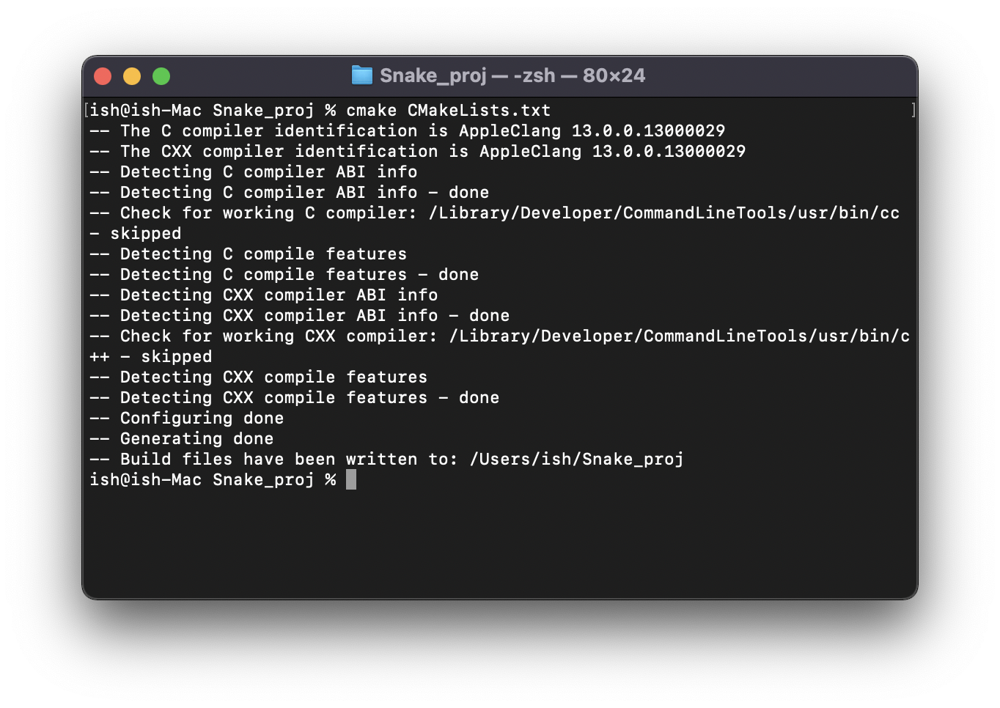 Snake_proj — -zsh — 80×24
[ish@ish-Mac Snake_proj % cmake CMakeLists.txt ]
-- The C compiler identification is AppleClang 13.0.0.13000029
-- The CXX compiler identification is AppleClang 13.0.0.13000029
-- Detecting C compiler ABI info
-- Detecting C compiler ABI info - done
-- Check for working C compiler: /Library/Developer/CommandLineTools/usr/bin/cc
- skipped
-- Detecting C compile features
-- Detecting C compile features - done
-- Detecting CXX compiler ABI info
-- Detecting CXX compiler ABI info - done
-- Check for working CXX compiler: /Library/Developer/CommandLineTools/usr/bin/c
++ - skipped
-- Detecting CXX compile features
-- Detecting CXX compile features - done
-- Configuring done
-- Generating done
-- Build files have been written to: /Users/ish/Snake_proj
ish@ish-Mac Snake_proj %